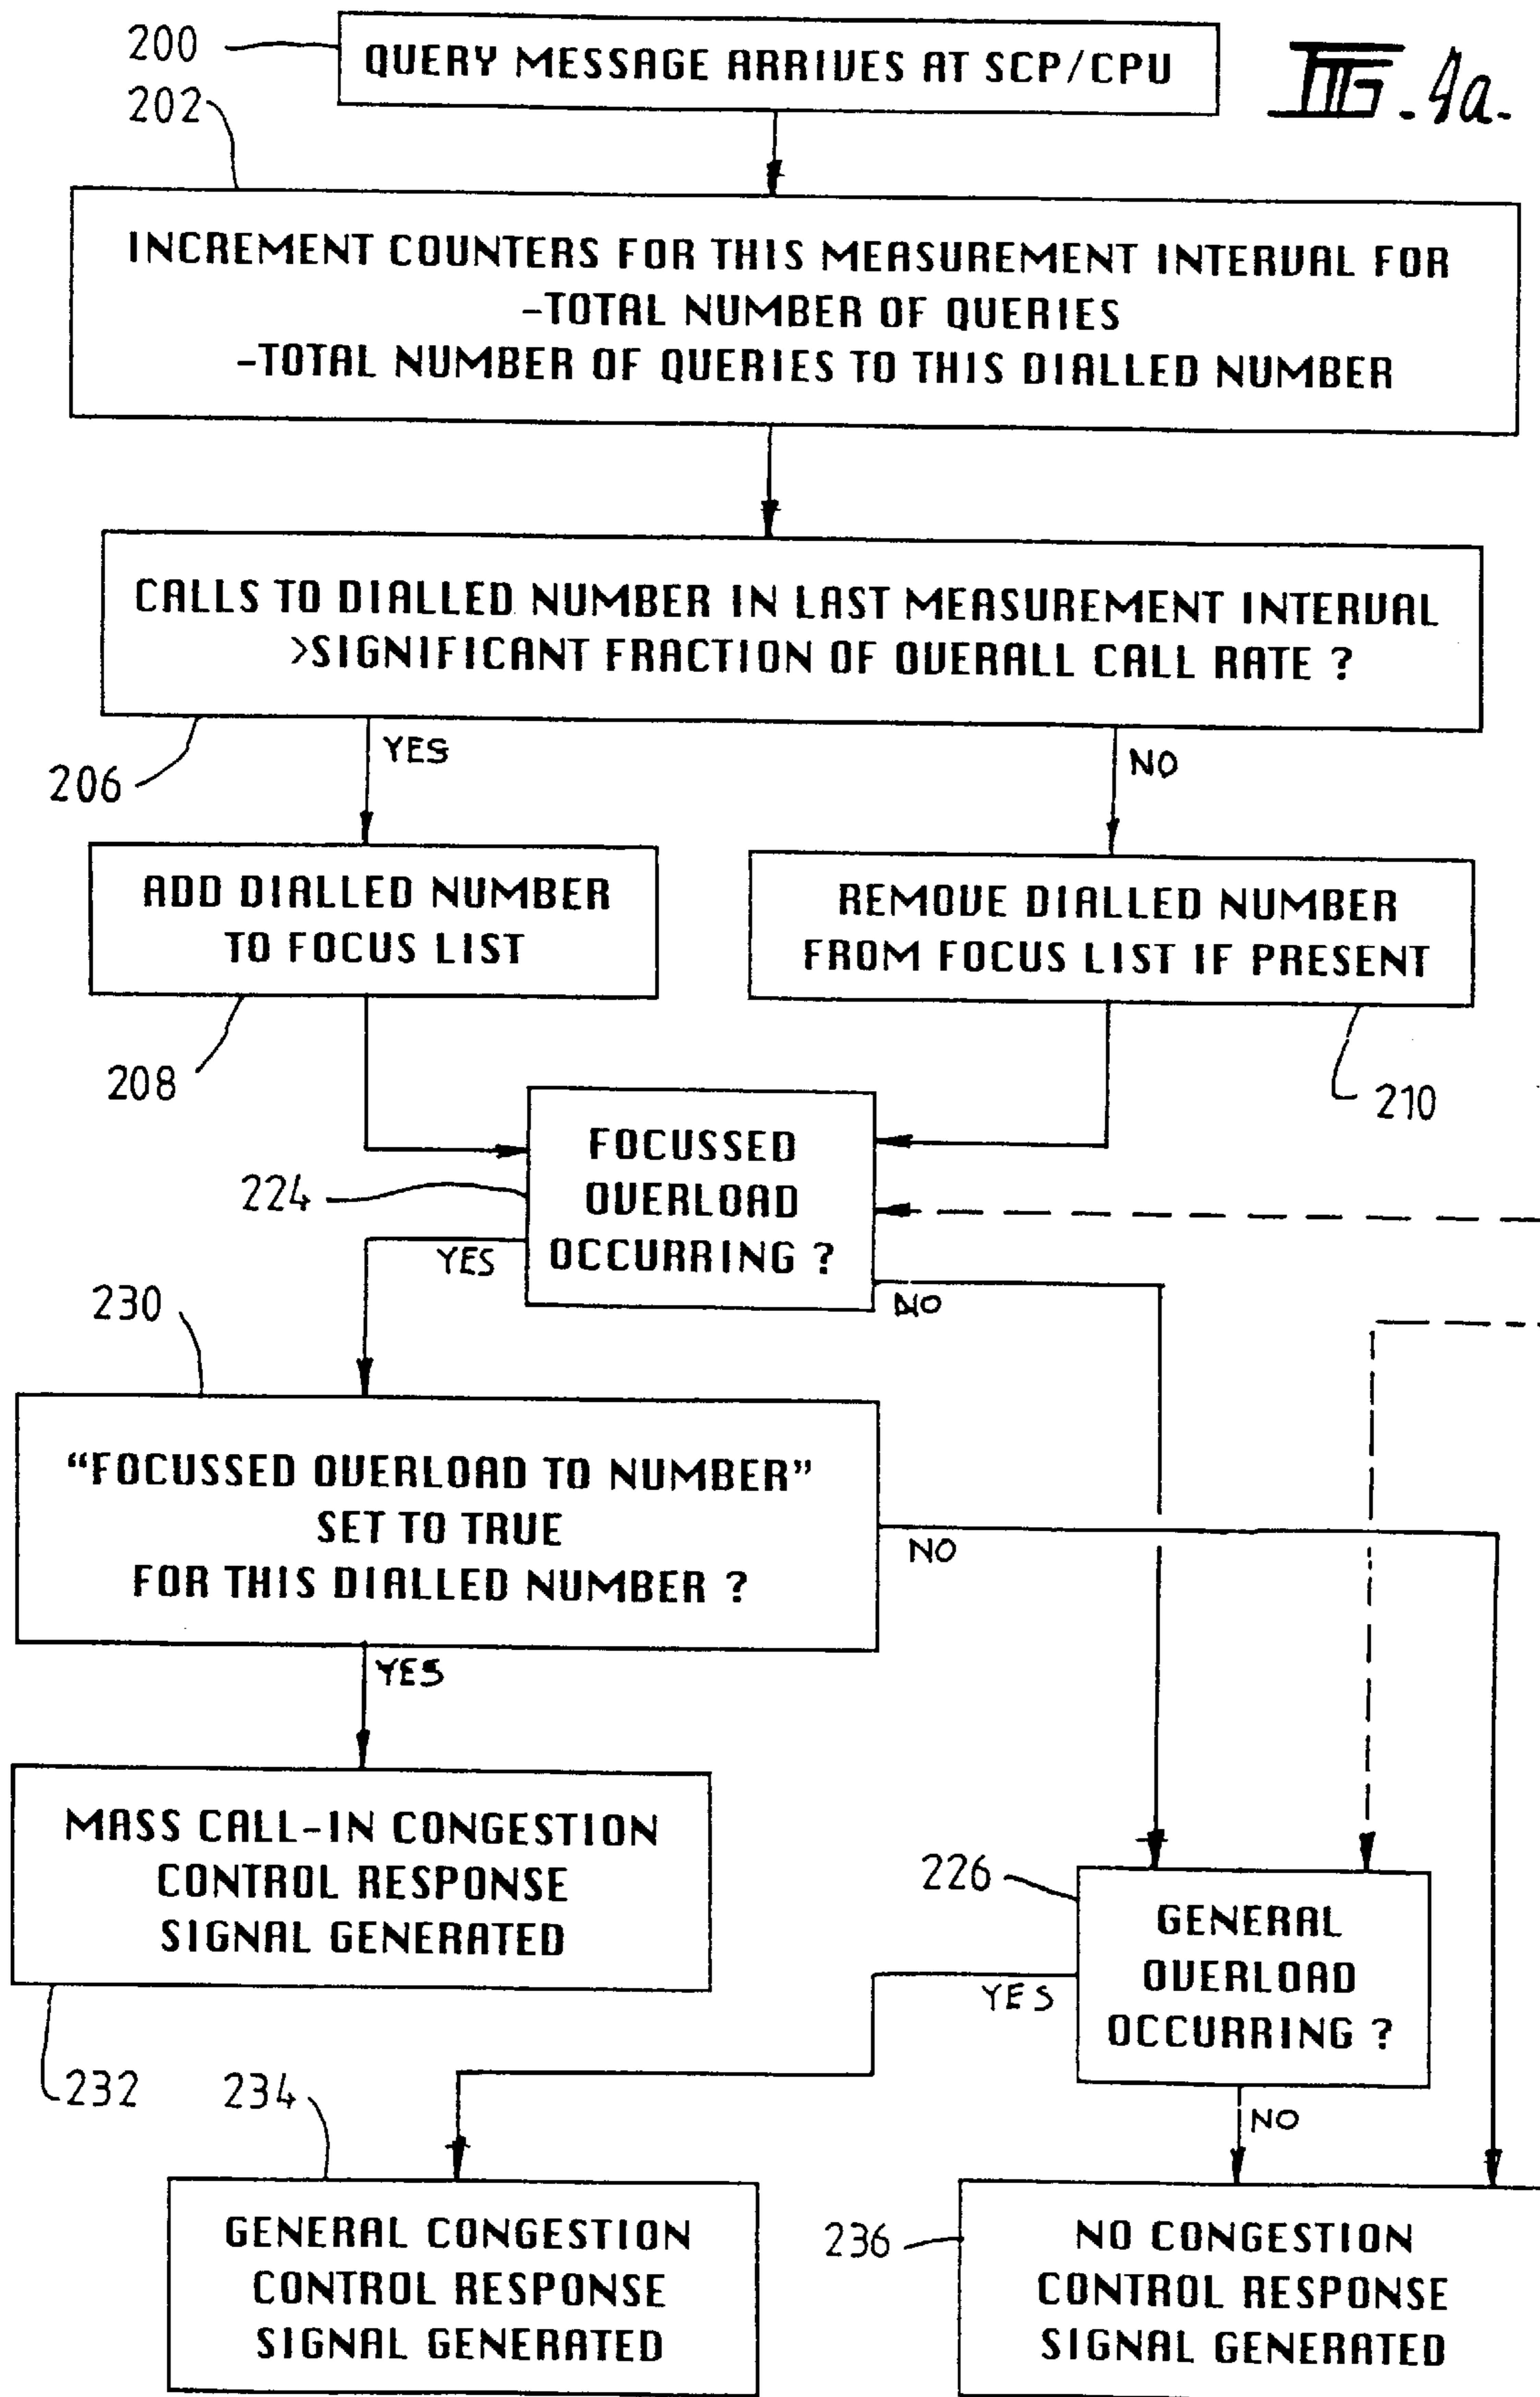 200
QUERY MESSAGE ARRIVES AT SCP/CPU
FIG. 4a.
202
INCREMENT COUNTERS FOR THIS MEASUREMENT INTERVAL FOR
-TOTAL NUMBER OF QUERIES
-TOTAL NUMBER OF QUERIES TO THIS DIALLED NUMBER
CALLS TO DIALLED NUMBER IN LAST MEASUREMENT INTERVAL
>SIGNIFICANT FRACTION OF OVERALL CALL RATE ?
206
YES
NO
ADD DIALLED NUMBER
TO FOCUS LIST
REMOVE DIALLED NUMBER
FROM FOCUS LIST IF PRESENT
208
210
FOCUSSED
OVERLOAD
OCCURRING ?
224
YES
NO
230
"FOCUSSED OVERLOAD TO NUMBER"
SET TO TRUE
FOR THIS DIALLED NUMBER ?
NO
YES
MASS CALL-IN CONGESTION
CONTROL RESPONSE
SIGNAL GENERATED
232
226
GENERAL
OVERLOAD
OCCURRING ?
YES
NO
234
GENERAL CONGESTION
CONTROL RESPONSE
SIGNAL GENERATED
236
NO CONGESTION
CONTROL RESPONSE
SIGNAL GENERATED